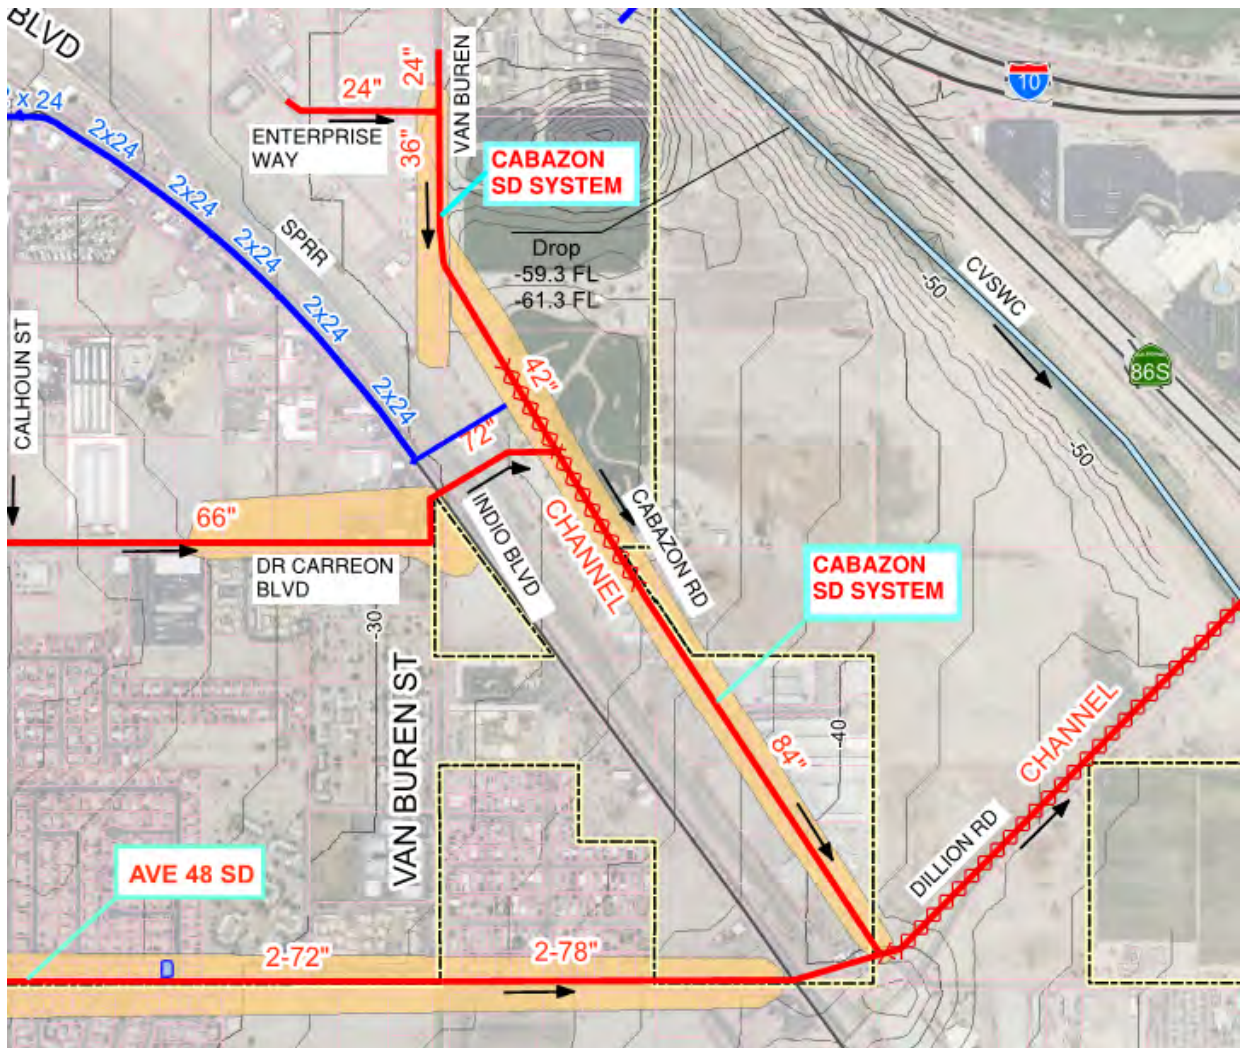 BLVD
2 x 24
2x24
2x24
2x24
2x24
2x24
24"
24"
36"
VAN BUREN
ENTERPRISE
WAY
CABAZON
SD SYSTEM
10
SPRR
Drop
-59.3 FL
-61.3 FL
-50
CVSWC
86S
CALHOUN ST
42"
72"
-50
66"
INDIO BLVD
CHANNEL
CABAZON RD
DR CARREON
BLVD
CABAZON
SD SYSTEM
-30
VAN BUREN ST
-40
84"
CHANNEL
DILLION RD
AVE 48 SD
2-72"
2-78"